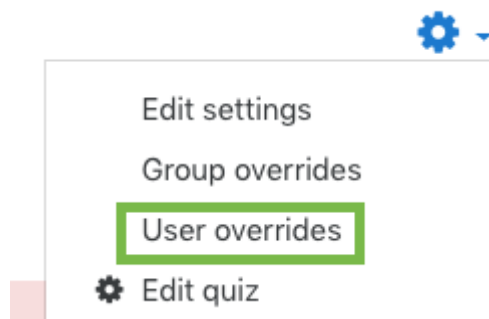 Edit settings
Group overrides
User overrides
Edit quiz